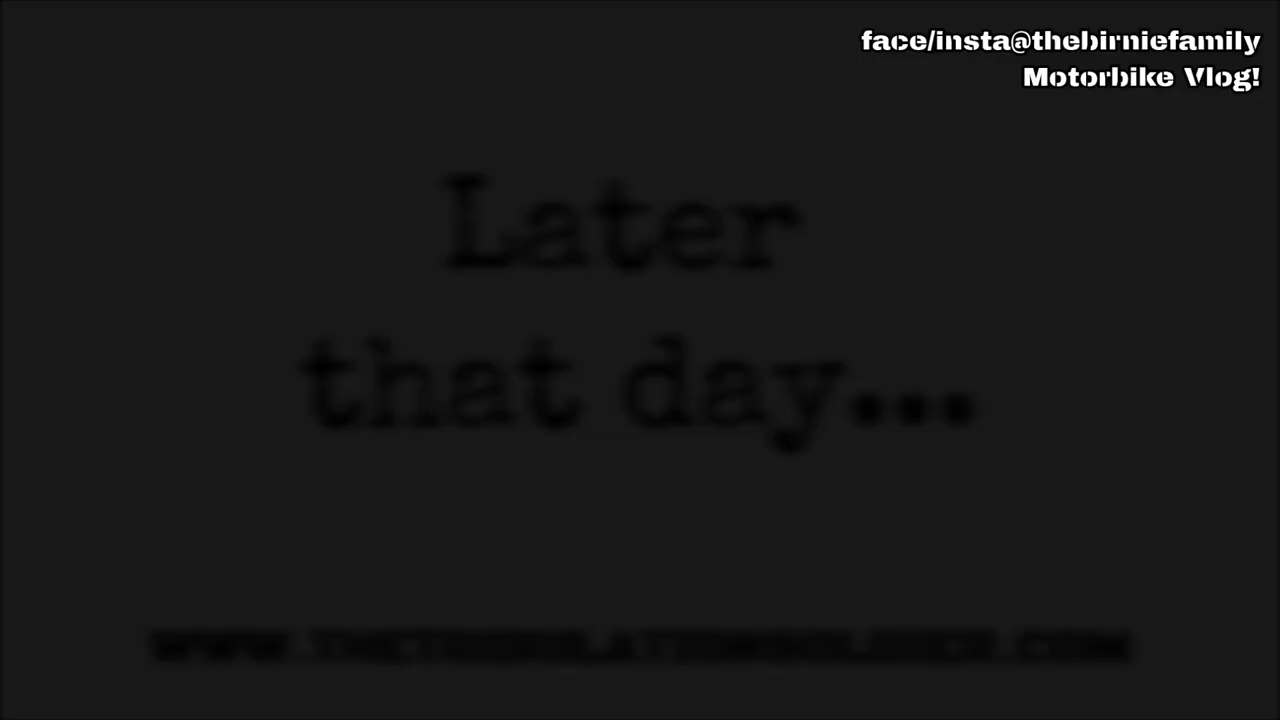 face/insta@thebirniefamily
Motorbike Vlog!
Later
that day...